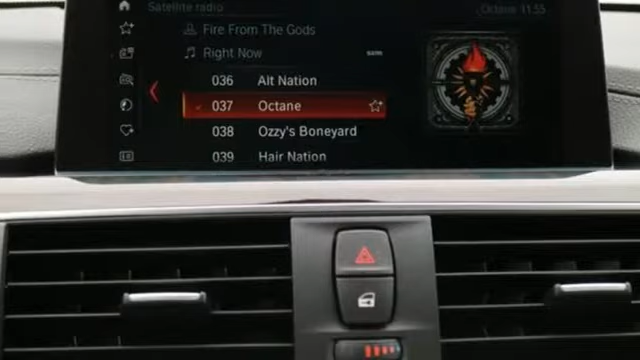 Satellite radio
Octane 11:55
Fire From The Gods
Right Now
036 Alt Nation
037 Octane
038 Ozzy's Boneyard
039 Hair Nation